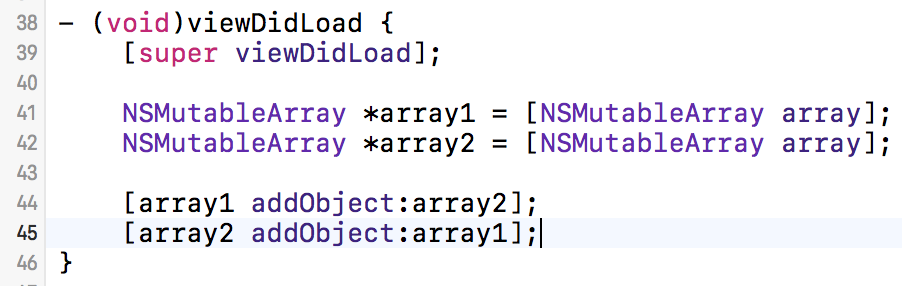 38 - (void)viewDidLoad {
39     [super viewDidLoad];
40
41     NSMutableArray *array1 = [NSMutableArray array];
42     NSMutableArray *array2 = [NSMutableArray array];
43
44     [array1 addObject:array2];
45     [array2 addObject:array1];
46 }